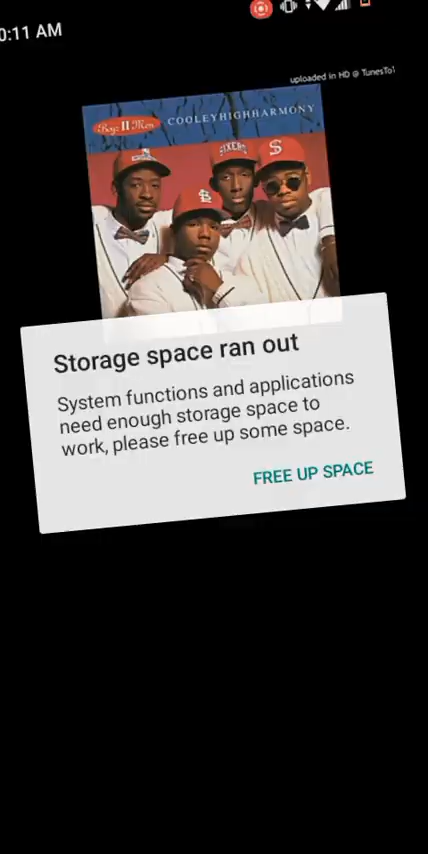 0:11 AM
uploaded in HD @ TunesTo
Boyz II Men
COOLEYHIGHHARMONY
SIXERS
S
Storage space ran out
System functions and applications
need enough storage space to
work, please free up some space.
FREE UP SPACE